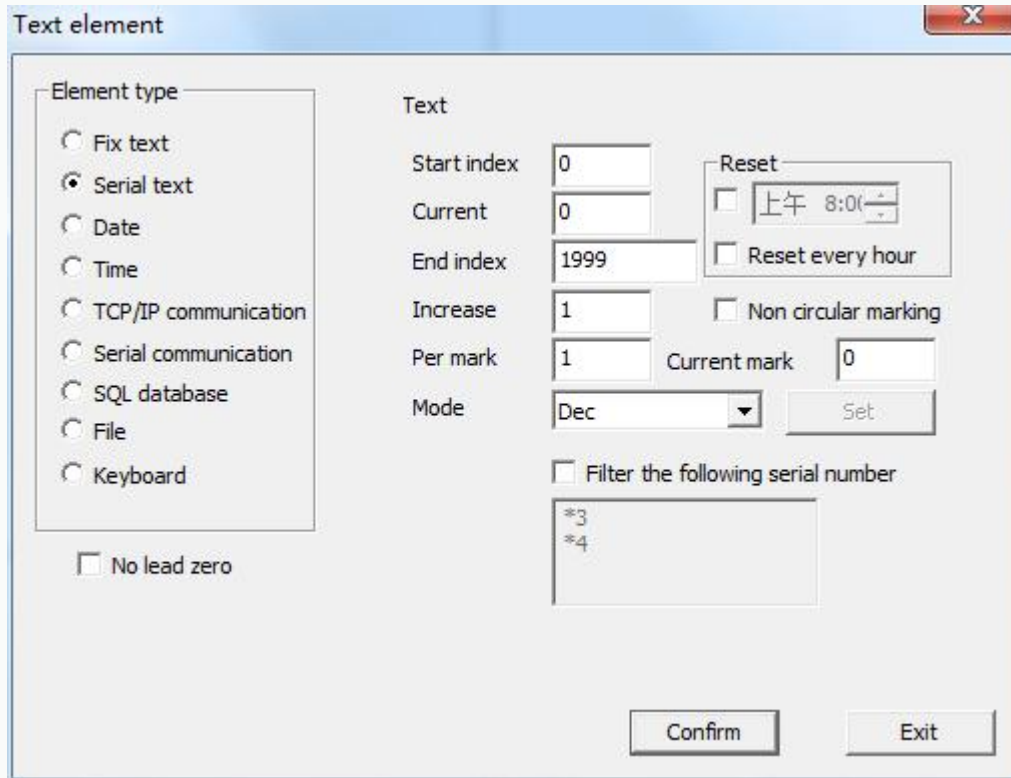 Text element
Element type
Fix text
Serial text
Date
Time
TCP/IP communication
Serial communication
SQL database
File
Keyboard
No lead zero
Text
Start index 0
Current 0
End index 1999
Increase 1
Per mark 1 Current mark 0
Mode Dec Set
Reset
上午 8:0
Reset every hour
Non circular marking
Filter the following serial number
*3
*4
Confirm Exit